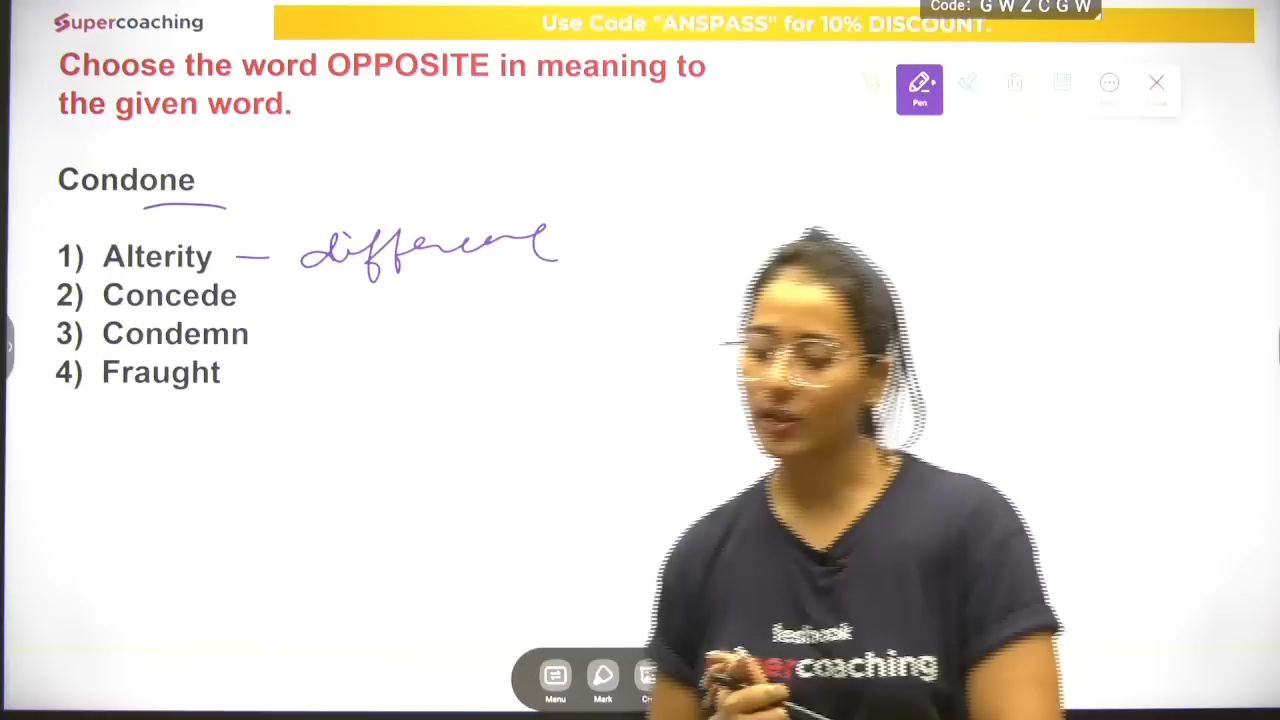 Supercoaching
Use Code "ANSPASS" for 10% DISCOUNT.
Code: G W Z C G W
Choose the word OPPOSITE in meaning to
the given word.
Pen
Condone
1) Alterity —
2) Concede
3) Condemn
4) Fraught
testbook
Supercoaching
Menu
Mark